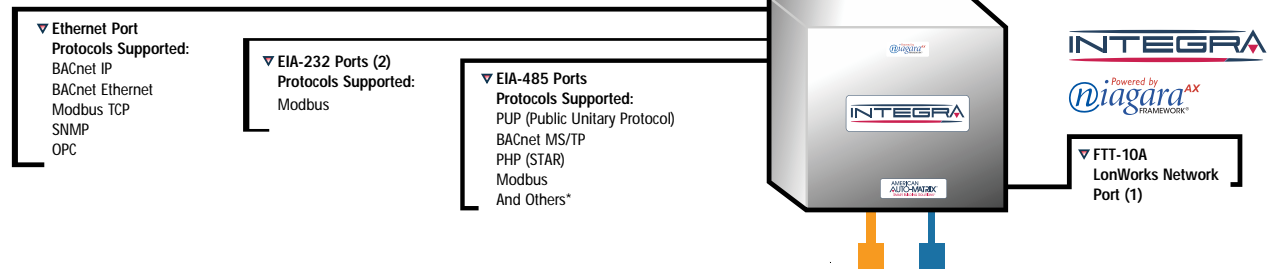 Ethernet Port
Protocols Supported:
BACnet IP
BACnet Ethernet
Modbus TCP
SNMP
OPC
EIA-232 Ports (2)
Protocols Supported:
Modbus
EIA-485 Ports
Protocols Supported:
PUP (Public Unitary Protocol)
BACnet MS/TP
PHP (STAR)
Modbus
And Others*
niagara AX
INTEGRA
AMERICAN
AUTO-MATRIX
INTEGRA
Powered by
niagara AX
FRAMEWORK®
FTT-10A
LonWorks Network
Port (1)